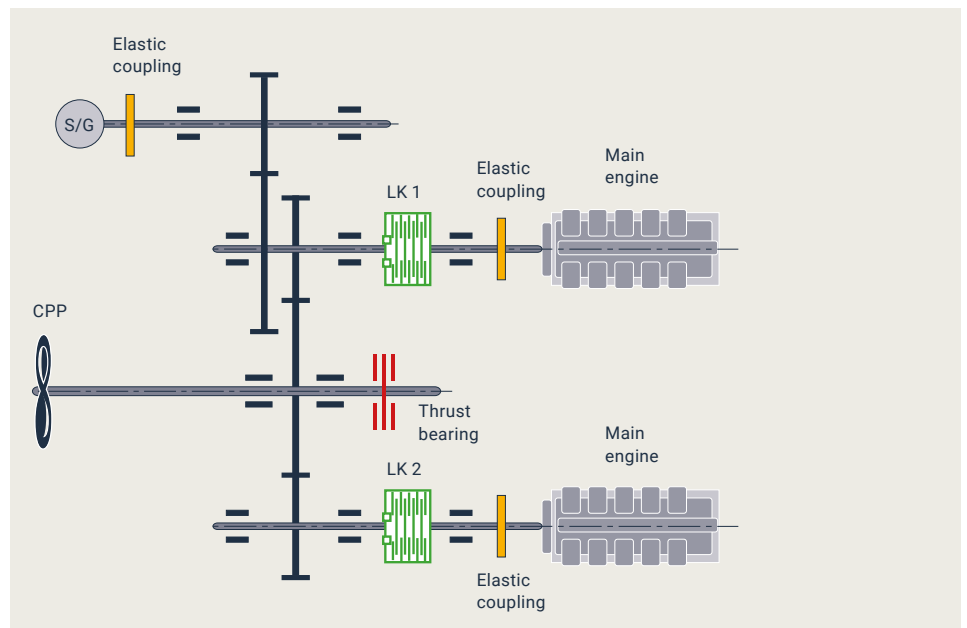 Elastic
coupling
S/G
Main
engine
Elastic
coupling
LK 1
CPP
Thrust
bearing
Main
engine
LK 2
Elastic
coupling